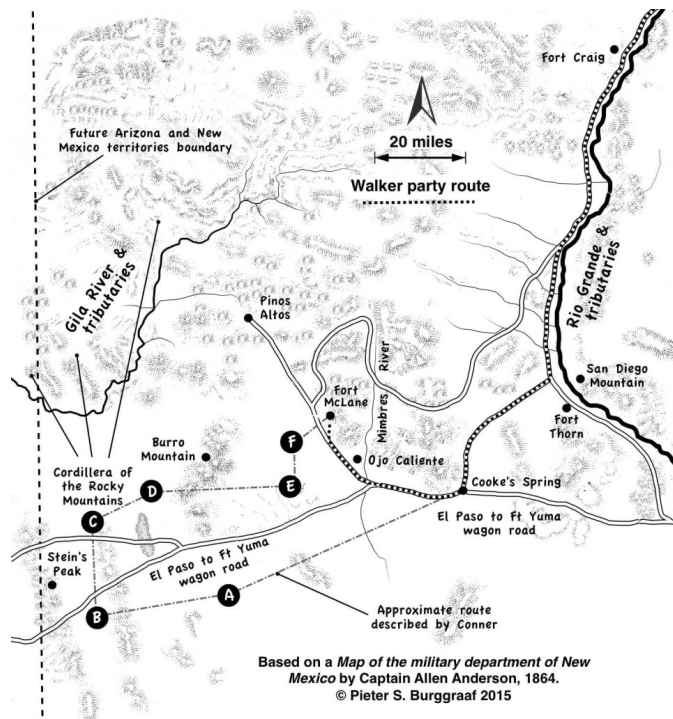 Fort Craig
20 miles
Future Arizona and New
Mexico territories boundary
Walker party route
Gila River &
tributaries
Rio Grande &
tributaries
Pinos
Altos
Mimbres River
San Diego
Mountain
Fort
McLane
Fort
Thorn
Burro
Mountain
F
Ojo Caliente
Cordillera of
the Rocky
Mountains
D
E
Cooke's Spring
C
El Paso to Ft Yuma
wagon road
Stein's
Peak
El Paso to Ft Yuma
wagon road
A
B
Approximate route
described by Conner
Based on a Map of the military department of New
Mexico by Captain Allen Anderson, 1864.
© Pieter S. Burggraaf 2015